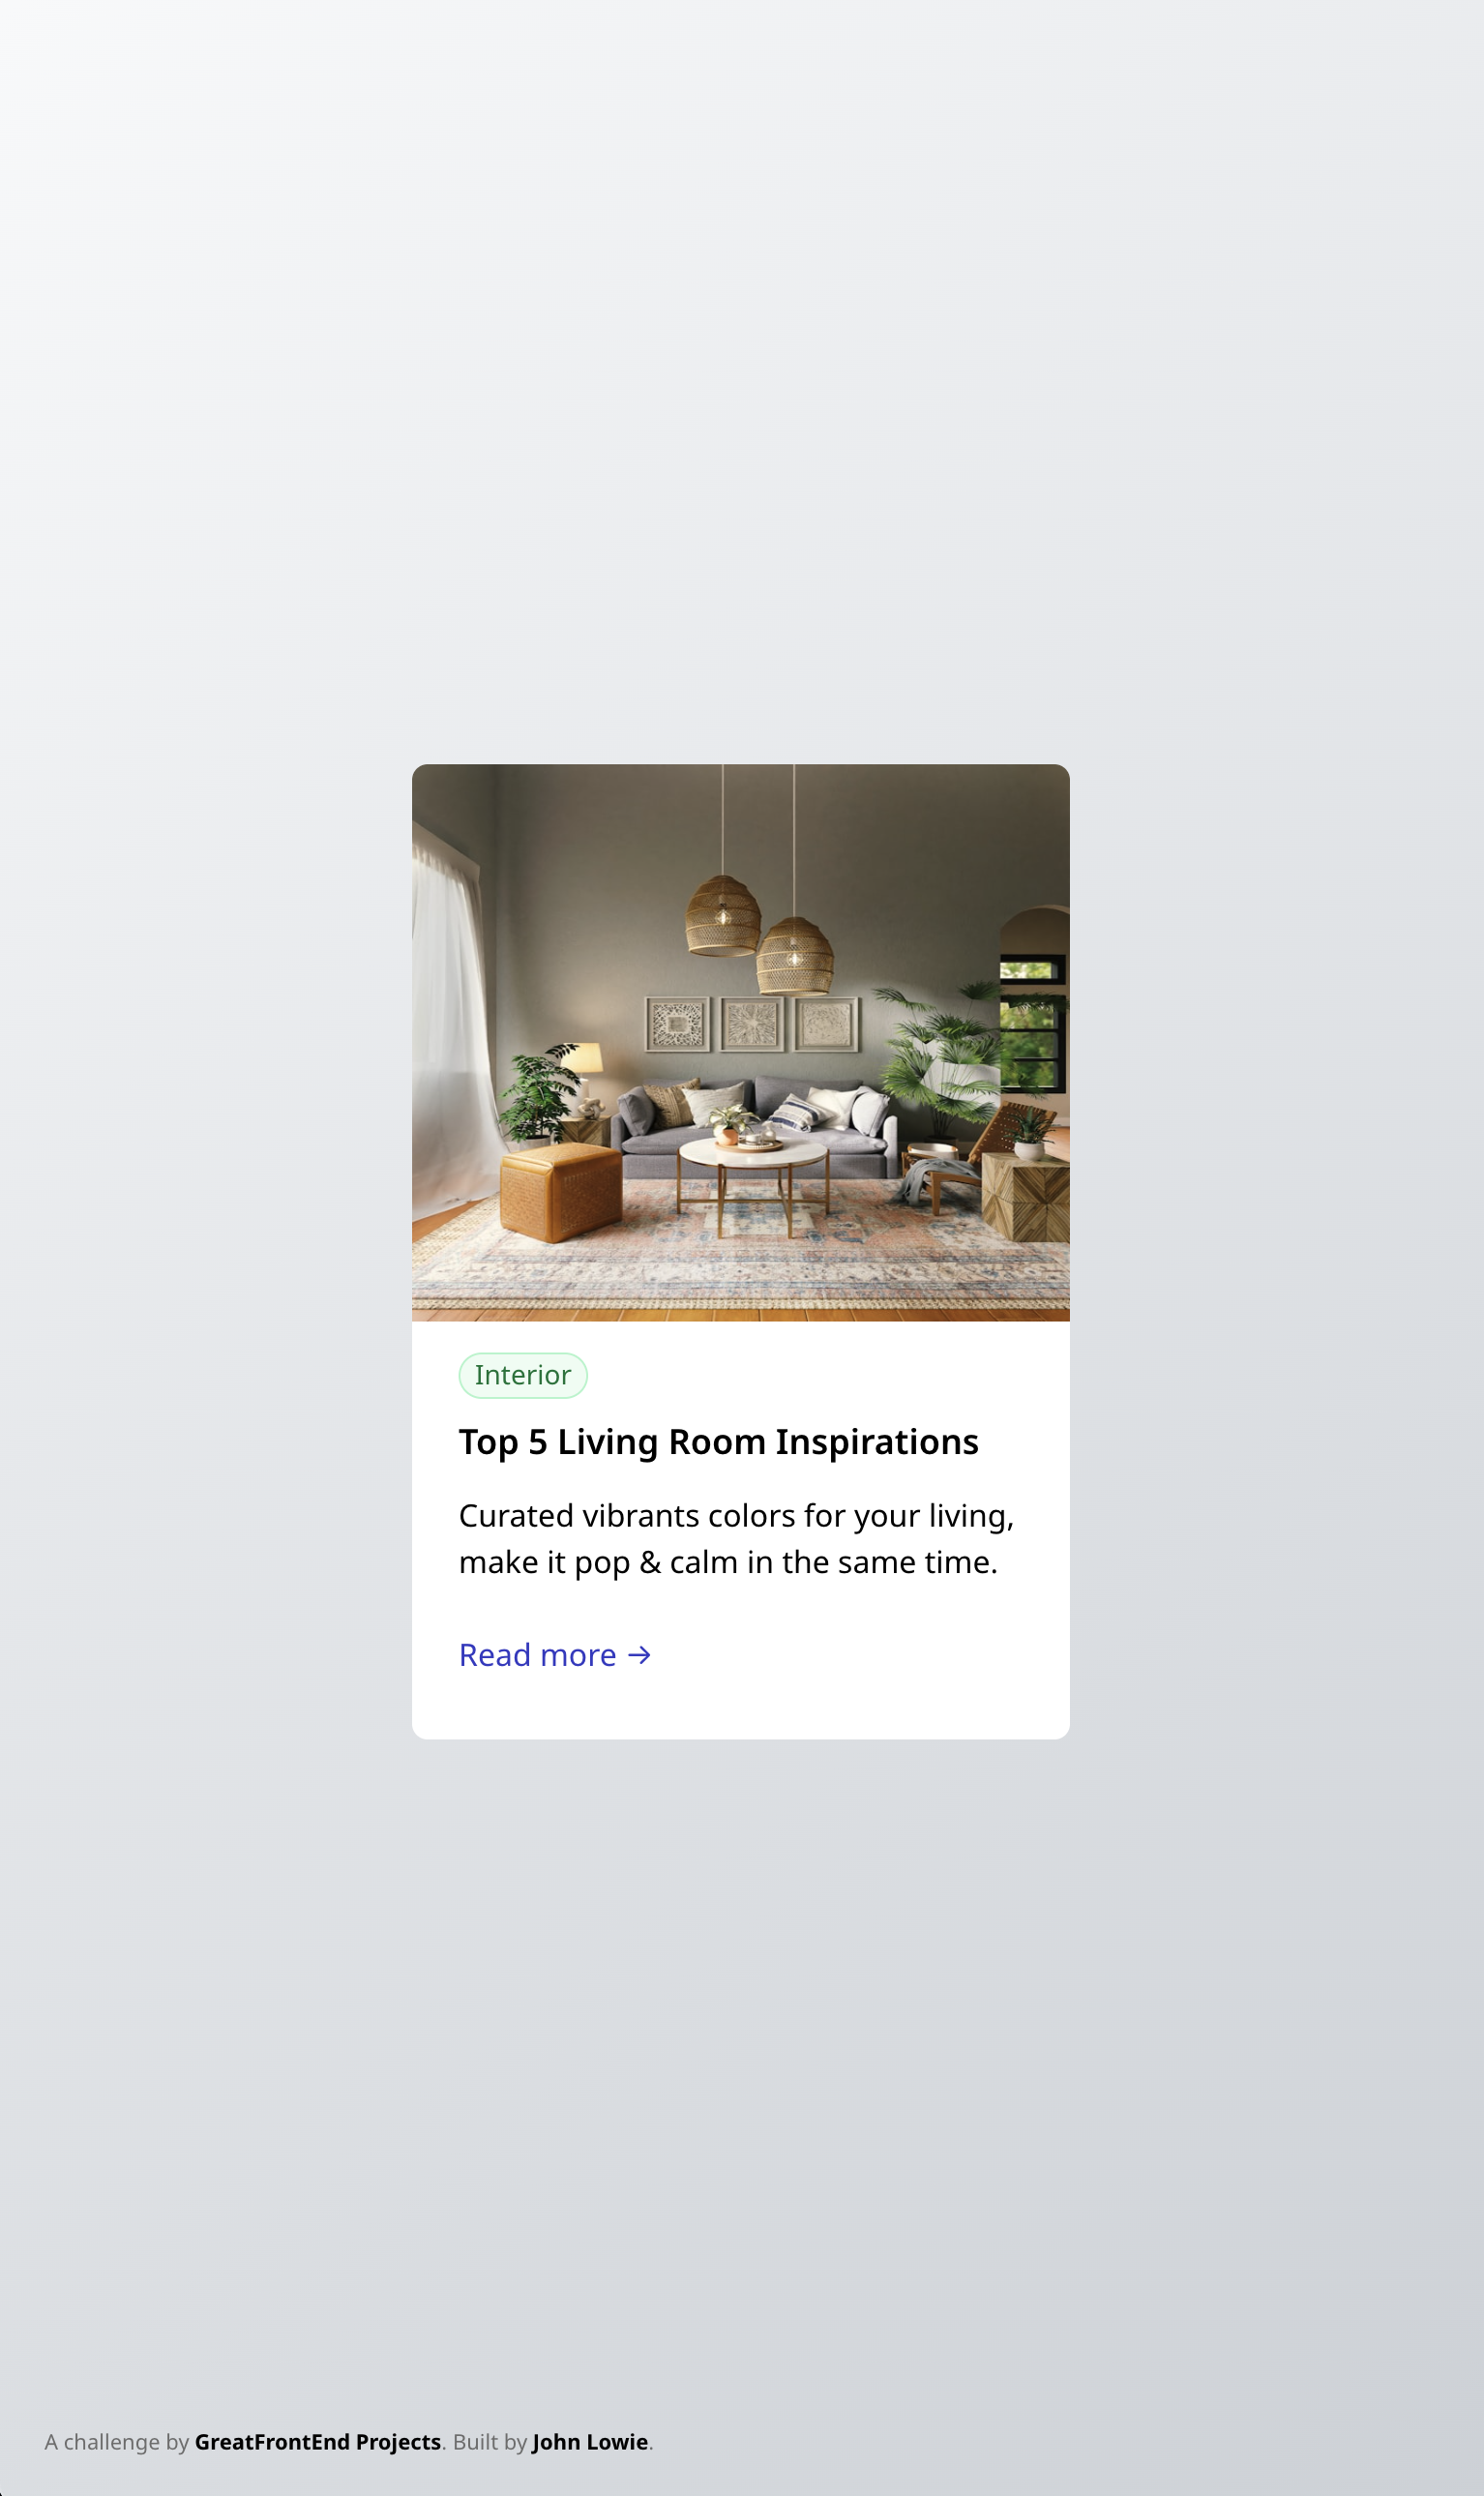 Interior
Top 5 Living Room Inspirations
Curated vibrants colors for your living,
make it pop & calm in the same time.
Read more →
A challenge by GreatFrontEnd Projects. Built by John Lowie.